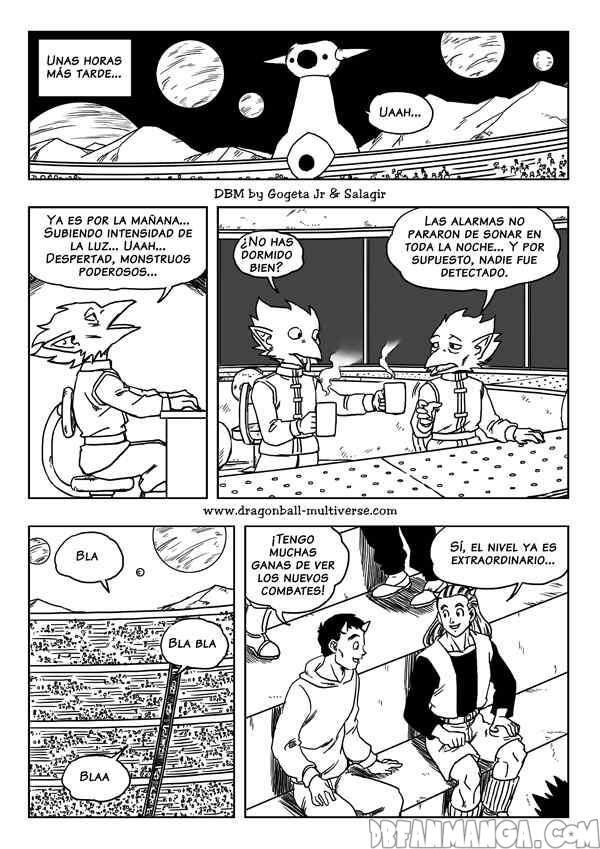 UNAS HORAS
MÁS TARDE...
UAAH...
DBM by Gogeta Jr & Salagir
YA ES POR LA MAÑANA...
SUBIENDO INTENSIDAD DE
LA LUZ... UAAH...
DESPERTAD, MONSTRUOS
PODEROSOS...
¿NO HAS
DORMIDO
BIEN?
LAS ALARMAS NO
PARARON DE SONAR EN
TODA LA NOCHE... Y POR
SUPUESTO, NADIE FUE
DETECTADO.
www.dragonball-multiverse.com
BLA
BLA BLA
BLAA
¡TENGO
MUCHAS
GANAS DE VER
LOS NUEVOS
COMBATES!
SÍ, EL NIVEL YA ES
EXTRAORDINARIO...
DBFANMANGA.COM